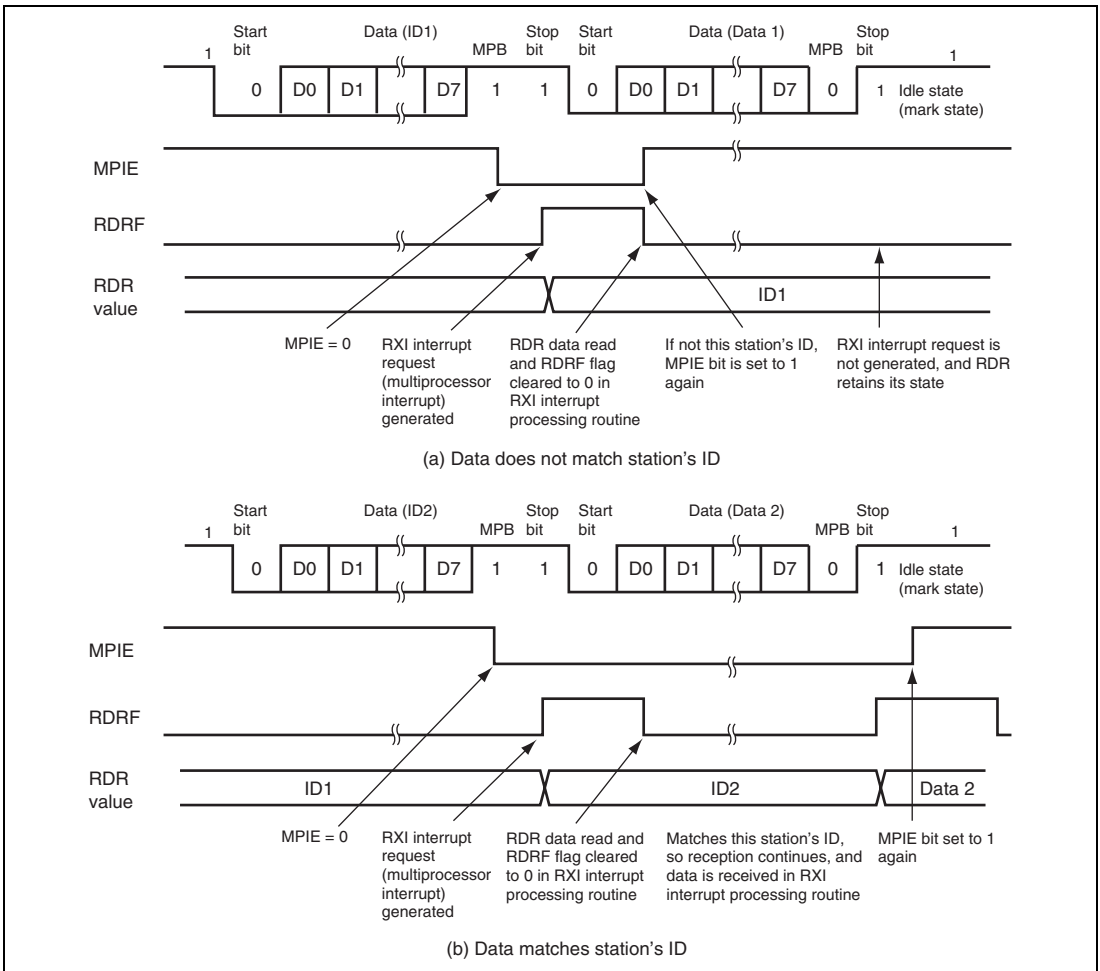 Start Data (ID1) Stop Start Data (Data 1) Stop
1 bit MPB bit bit MPB bit 1
0 D0 D1 D7 1 1 0 D0 D1 D7 0 1 Idle state
(mark state)
MPIE
RDRF
RDR
value
ID1
MPIE = 0
RXI interrupt
request
(multiprocessor
interrupt)
generated
RDR data read
and RDRF flag
cleared to 0 in
RXI interrupt
processing routine
If not this station's ID,
MPIE bit is set to 1
again
RXI interrupt request is
not generated, and RDR
retains its state
(a) Data does not match station's ID
Start Data (ID2) Stop Start Data (Data 2) Stop
1 bit MPB bit bit MPB bit 1
0 D0 D1 D7 1 1 0 D0 D1 D7 0 1 Idle state
(mark state)
MPIE
RDRF
RDR
value
ID1 ID2 Data 2
MPIE = 0
RXI interrupt
request
(multiprocessor
interrupt)
generated
RDR data read and
RDRF flag cleared
to 0 in RXI interrupt
processing routine
Matches this station's ID,
so reception continues, and
data is received in RXI
interrupt processing routine
MPIE bit set to 1
again
(b) Data matches station's ID